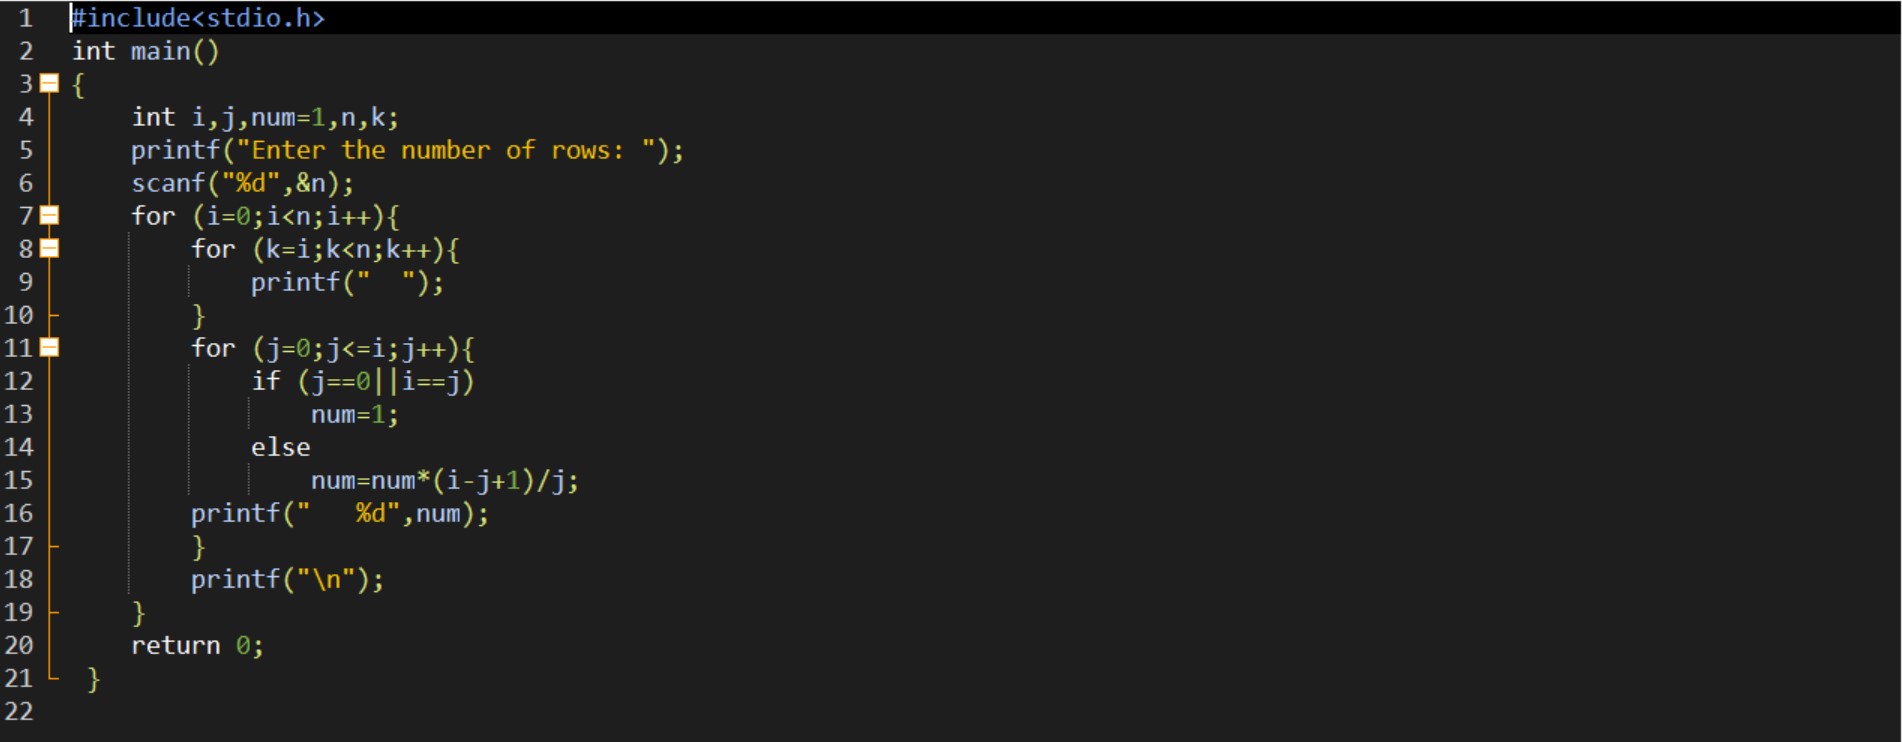 1 #include<stdio.h>
2 int main()
3 {
4     int i,j,num=1,n,k;
5     printf("Enter the number of rows: ");
6     scanf("%d",&n);
7     for (i=0;i<n;i++){
8         for (k=i;k<n;k++){
9             printf("  ");
10         }
11         for (j=0;j<=i;j++){
12             if (j==0||i==j)
13                 num=1;
14             else
15                 num=num*(i-j+1)/j;
16         printf("   %d",num);
17         }
18         printf("\n");
19     }
20     return 0;
21  }
22